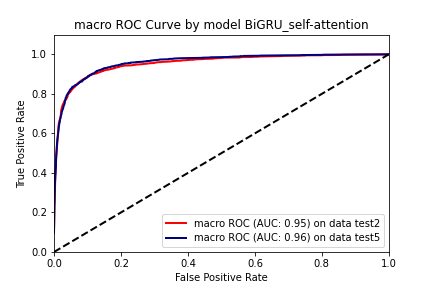 macro ROC Curve by model BiGRU_self-attention
True Positive Rate
1.0
0.8
0.6
0.4
0.2
0.0
macro ROC (AUC: 0.95) on data test2
macro ROC (AUC: 0.96) on data test5
0.0 0.2 0.4 0.6 0.8 1.0
False Positive Rate